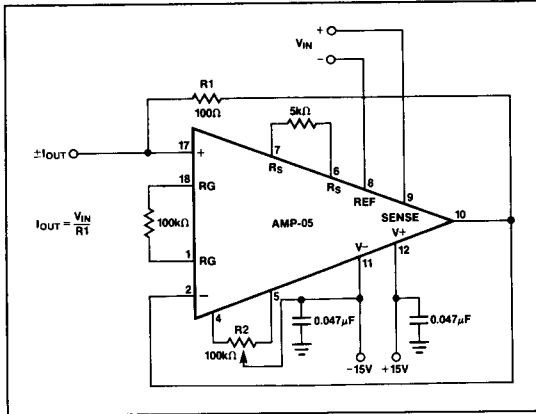 +
VIN
−
R1
100Ω
5kΩ
±IOUT
17
+
7
RS
6
RS
8
REF
9
SENSE
18
RG
100kΩ
AMP-05
10
IOUT = VIN
R1
1
RG
V−
11
V+
12
2
−
4
5
R2
100kΩ
0.047μF
0.047μF
−15V
+15V